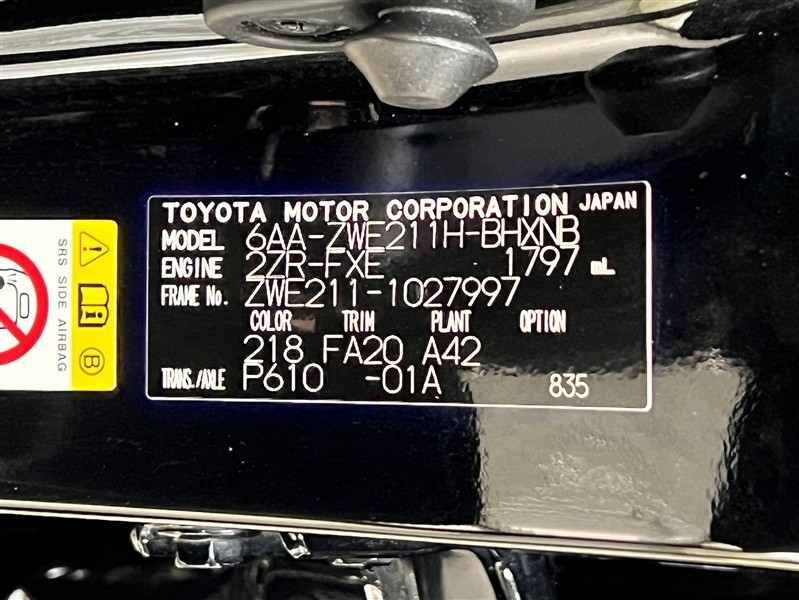 TOYOTA MOTOR CORPORATION JAPAN
MODEL 6AA-ZWE211H-BHXNB
ENGINE 2ZR-FXE 1797 mL
FRAME No. ZWE211-1027997
COLOR TRIM PLANT OPTION
218 FA20 A42
TRANS./AXLE P610 -01A 835
SRS SIDE AIRBAG
B